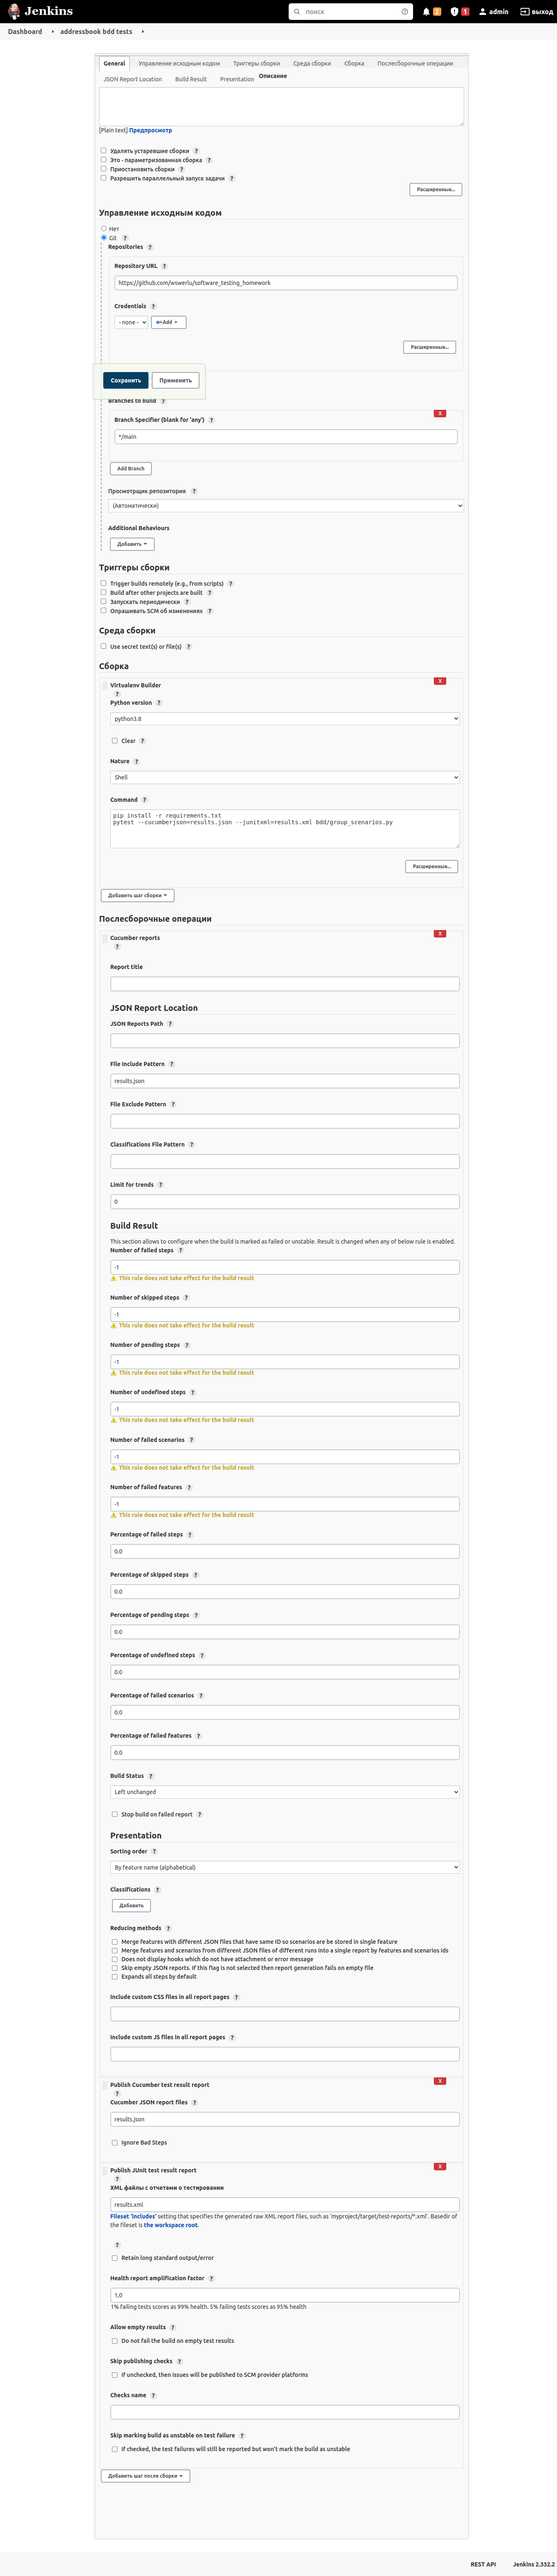 Jenkins
поиск
2
1
admin
выход
Dashboard
addressbook bdd tests
General
Управление исходным кодом
Триггеры сборки
Среда сборки
Сборка
Послесборочные операции
JSON Report Location
Build Result
Presentation
Описание
[Plain text] Предпросмотр
Удалять устаревшие сборки ?
Это - параметризованная сборка ?
Приостановить сборки ?
Разрешить параллельный запуск задачи ?
Расширенные...
Управление исходным кодом
Нет
Git ?
Repositories ?
Repository URL ?
https://github.com/wswerlu/software_testing_homework
Credentials ?
- none -
Add
Расширенные...
Сохранить
Применить
Branches to build ?
X
Branch Specifier (blank for 'any') ?
*/main
Add Branch
Просмотрщик репозитория ?
(Автоматически)
Additional Behaviours
Добавить
Триггеры сборки
Trigger builds remotely (e.g., from scripts) ?
Build after other projects are built ?
Запускать периодически ?
Опрашивать SCM об изменениях ?
Среда сборки
Use secret text(s) or file(s) ?
Сборка
X
Virtualenv Builder
?
Python version ?
python3.8
Clear ?
Nature ?
Shell
Command ?
pip install -r requirements.txt
pytest --cucumberjson=results.json --junitxml=results.xml bdd/group_scenarios.py
Расширенные...
Добавить шаг сборки
Послесборочные операции
X
Cucumber reports
?
Report title
JSON Report Location
JSON Reports Path ?
File Include Pattern ?
results.json
File Exclude Pattern ?
Classifications File Pattern ?
Limit for trends ?
0
Build Result
This section allows to configure when the build is marked as failed or unstable. Result is changed when any of below rule is enabled.
Number of failed steps ?
-1
This rule does not take effect for the build result
Number of skipped steps ?
-1
This rule does not take effect for the build result
Number of pending steps ?
-1
This rule does not take effect for the build result
Number of undefined steps ?
-1
This rule does not take effect for the build result
Number of failed scenarios ?
-1
This rule does not take effect for the build result
Number of failed features ?
-1
This rule does not take effect for the build result
Percentage of failed steps ?
0.0
Percentage of skipped steps ?
0.0
Percentage of pending steps ?
0.0
Percentage of undefined steps ?
0.0
Percentage of failed scenarios ?
0.0
Percentage of failed features ?
0.0
Build Status ?
Left unchanged
Stop build on failed report ?
Presentation
Sorting order ?
By feature name (alphabetical)
Classifications ?
Добавить
Reducing methods ?
Merge features with different JSON files that have same ID so scenarios are be stored in single feature
Merge features and scenarios from different JSON files of different runs into a single report by features and scenarios ids
Does not display hooks which do not have attachment or error message
Skip empty JSON reports. If this flag is not selected then report generation fails on empty file
Expands all steps by default
Include custom CSS files in all report pages ?
Include custom JS files in all report pages ?
X
Publish Cucumber test result report
?
Cucumber JSON report files ?
results.json
Ignore Bad Steps
X
Publish JUnit test result report
?
XML файлы с отчетами о тестировании
results.xml
Fileset 'includes' setting that specifies the generated raw XML report files, such as 'myproject/target/test-reports/*.xml'. Basedir of
the fileset is the workspace root.
?
Retain long standard output/error
Health report amplification factor ?
1,0
1% failing tests scores as 99% health. 5% failing tests scores as 95% health
Allow empty results ?
Do not fail the build on empty test results
Skip publishing checks ?
If unchecked, then issues will be published to SCM provider platforms
Checks name ?
Skip marking build as unstable on test failure ?
If checked, the test failures will still be reported but won't mark the build as unstable
Добавить шаг после сборки
REST API
Jenkins 2.332.2